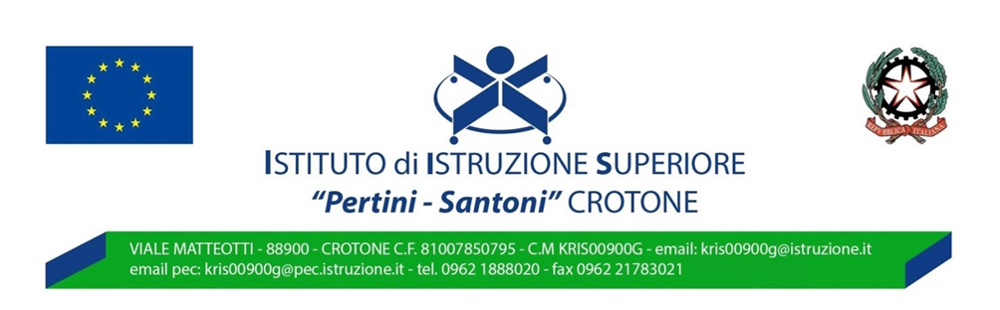 ISTITUTO di ISTRUZIONE SUPERIORE
“Pertini - Santoni” CROTONE
REPVBBLICA ITALIANA
VIALE MATTEOTTI - 88900 - CROTONE C.F. 81007850795 - C.M KRIS00900G - email: kris00900g@istruzione.it
email pec: kris00900g@pec.istruzione.it - tel. 0962 1888020 - fax 0962 21783021